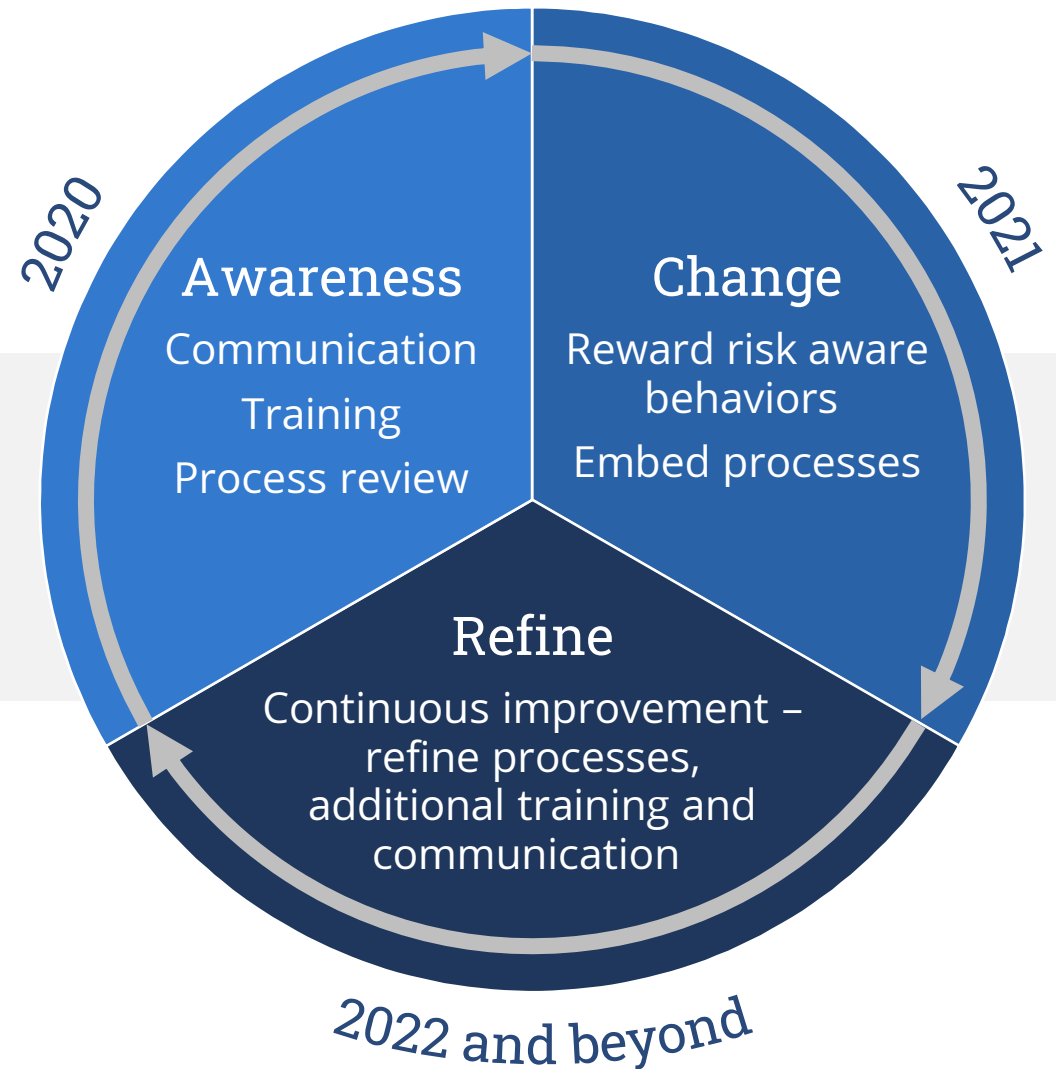 2020
Awareness
Communication
Training
Process review
2021
Change
Reward risk aware
behaviors
Embed processes
Refine
Continuous improvement –
refine processes,
additional training and
communication
2022 and beyond